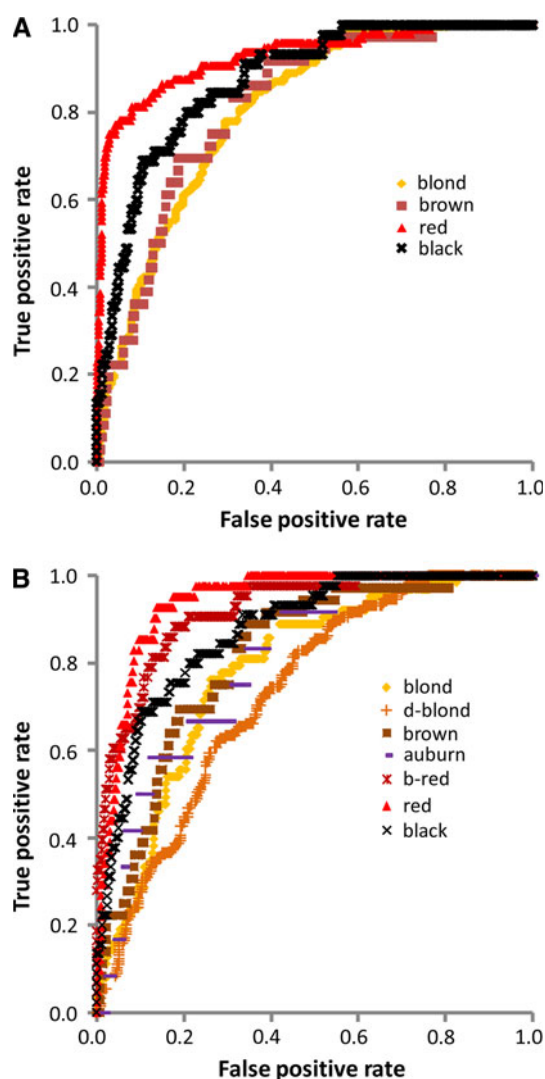 A
True possitive rate
1.0
0.8
0.6
0.4
0.2
0.0
blond
brown
red
black
0.0 0.2 0.4 0.6 0.8 1.0
False positive rate
B
True possitive rate
1.0
0.8
0.6
0.4
0.2
0.0
blond
d-blond
brown
auburn
b-red
red
black
0.0 0.2 0.4 0.6 0.8 1.0
False positive rate